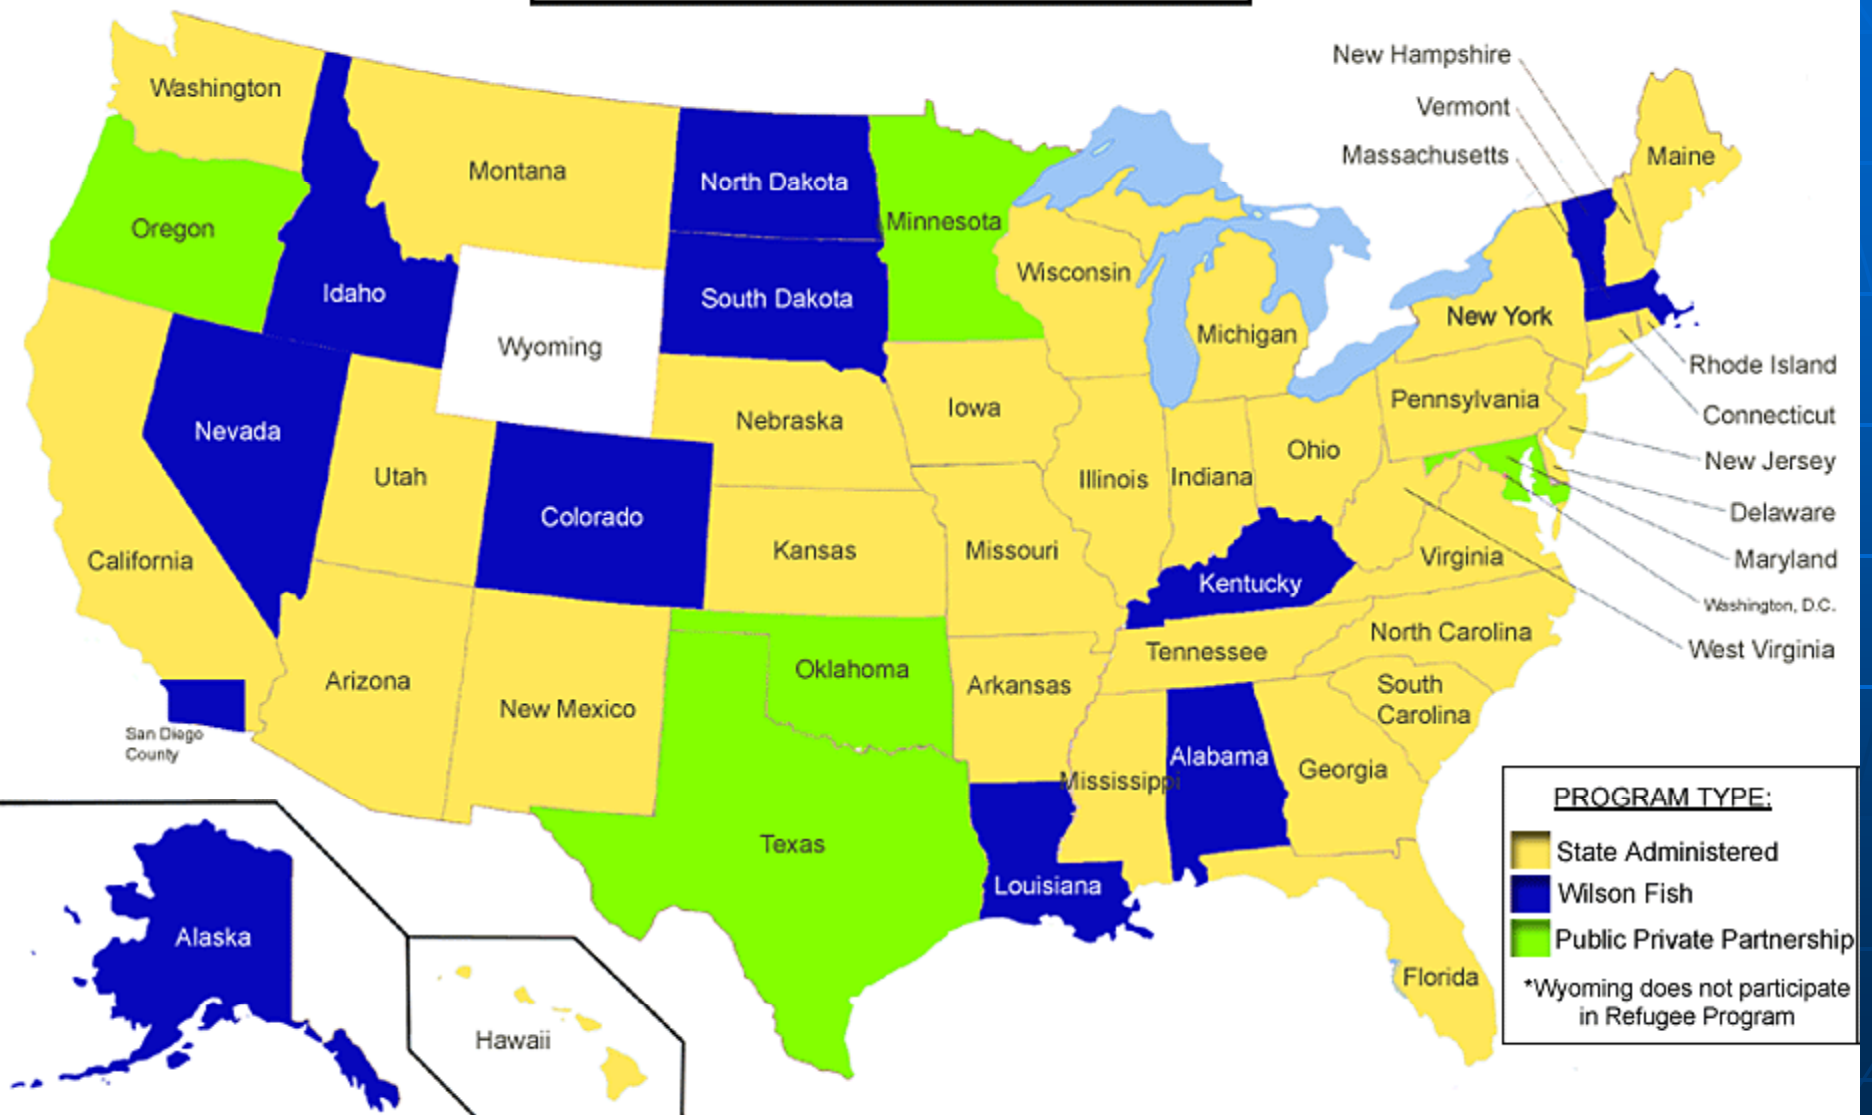 New Hampshire
Vermont
Massachusetts
Washington
Montana
North Dakota
Minnesota
Maine
Oregon
Idaho
South Dakota
Wisconsin
Michigan
New York
Wyoming
Rhode Island
Nevada
Nebraska
Iowa
Pennsylvania
Connecticut
Utah
Colorado
Illinois
Indiana
Ohio
New Jersey
Delaware
California
Kansas
Missouri
Kentucky
Virginia
Maryland
Washington, D.C.
West Virginia
Arizona
New Mexico
Oklahoma
Arkansas
Tennessee
North Carolina
South
Carolina
San Diego
County
Texas
Mississippi
Alabama
Georgia
Louisiana
Florida
Alaska
Hawaii
PROGRAM TYPE:
State Administered
Wilson Fish
Public Private Partnership
*Wyoming does not participate
in Refugee Program